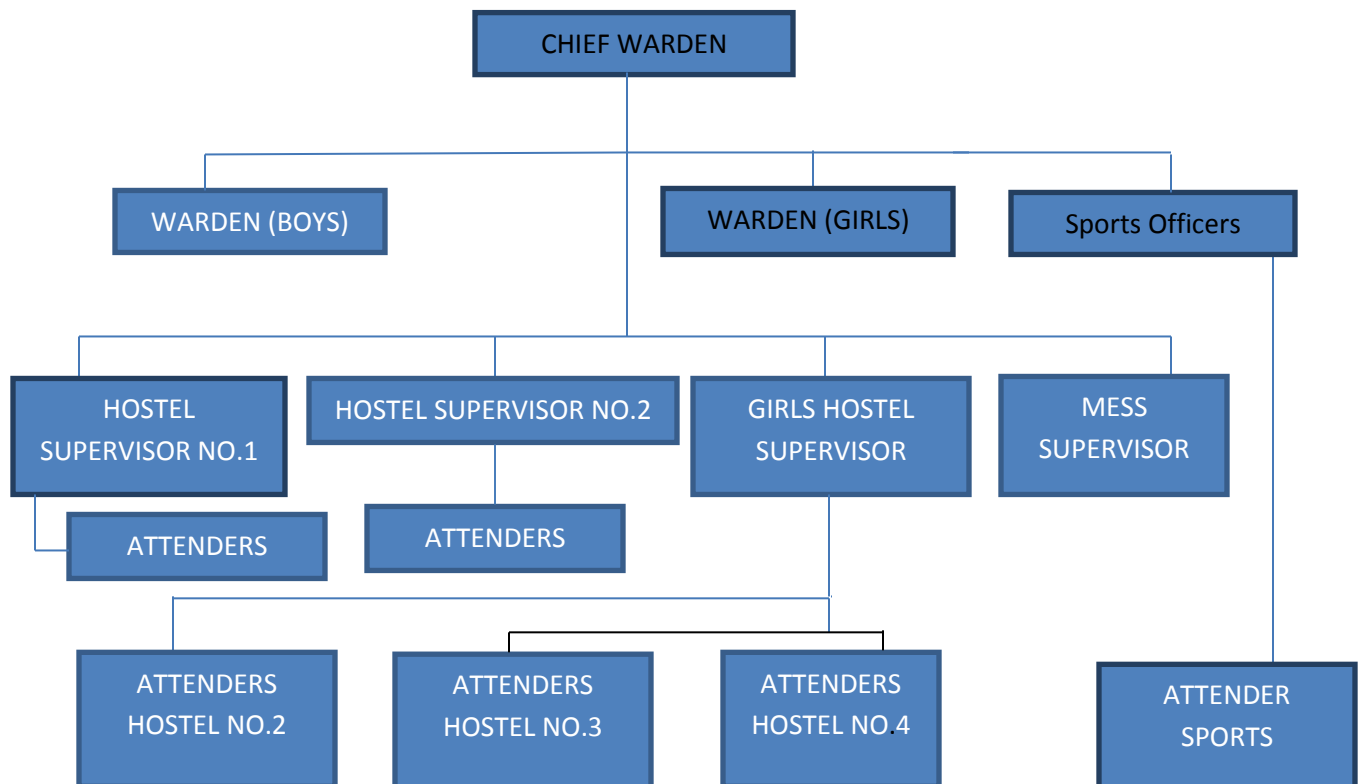 CHIEF WARDEN
WARDEN (BOYS)
WARDEN (GIRLS)
Sports Officers
HOSTEL
SUPERVISOR NO.1
HOSTEL SUPERVISOR NO.2
GIRLS HOSTEL
SUPERVISOR
MESS
SUPERVISOR
ATTENDERS
ATTENDERS
ATTENDERS
HOSTEL NO.2
ATTENDERS
HOSTEL NO.3
ATTENDERS
HOSTEL NO.4
ATTENDER
SPORTS